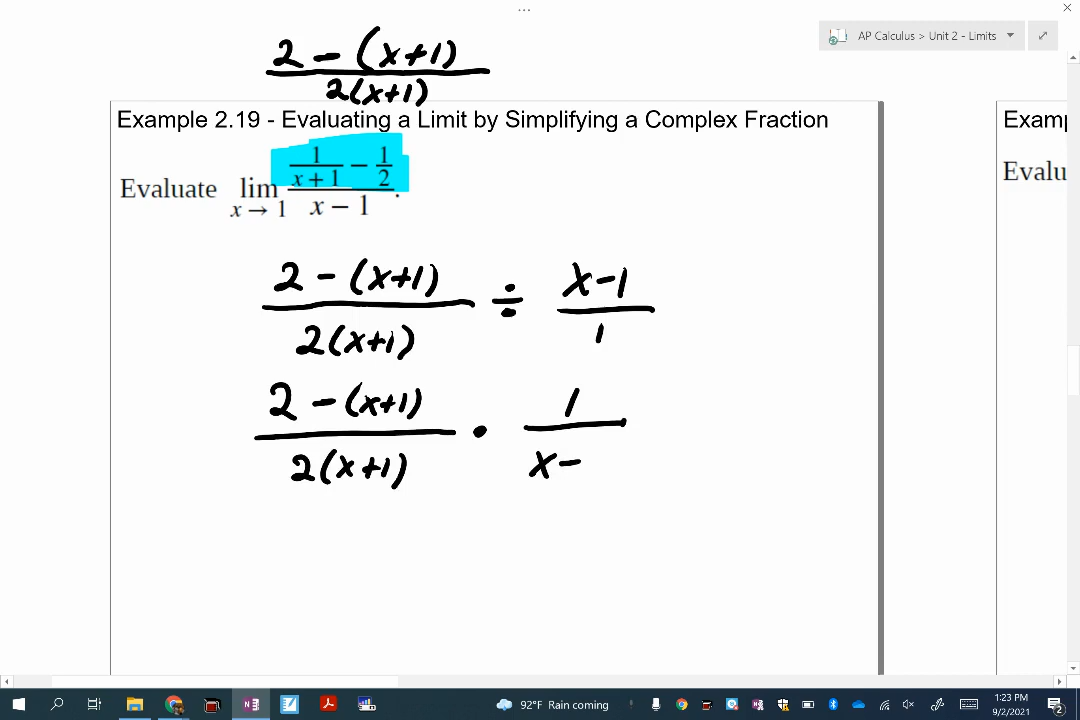 ...
AP Calculus > Unit 2 - Limits
2 - (x+1)
2(x+1)
Example 2.19 - Evaluating a Limit by Simplifying a Complex Fraction
Examp
1/(x + 1) − 1/2
Evaluate lim x → 1 ─── .
x − 1
Evalu
2 - (x+1) ÷ x-1
2(x+1) 1
2 - (x+1) · 1
2(x+1) x-
92°F Rain coming
1:23 PM
9/2/2021
2